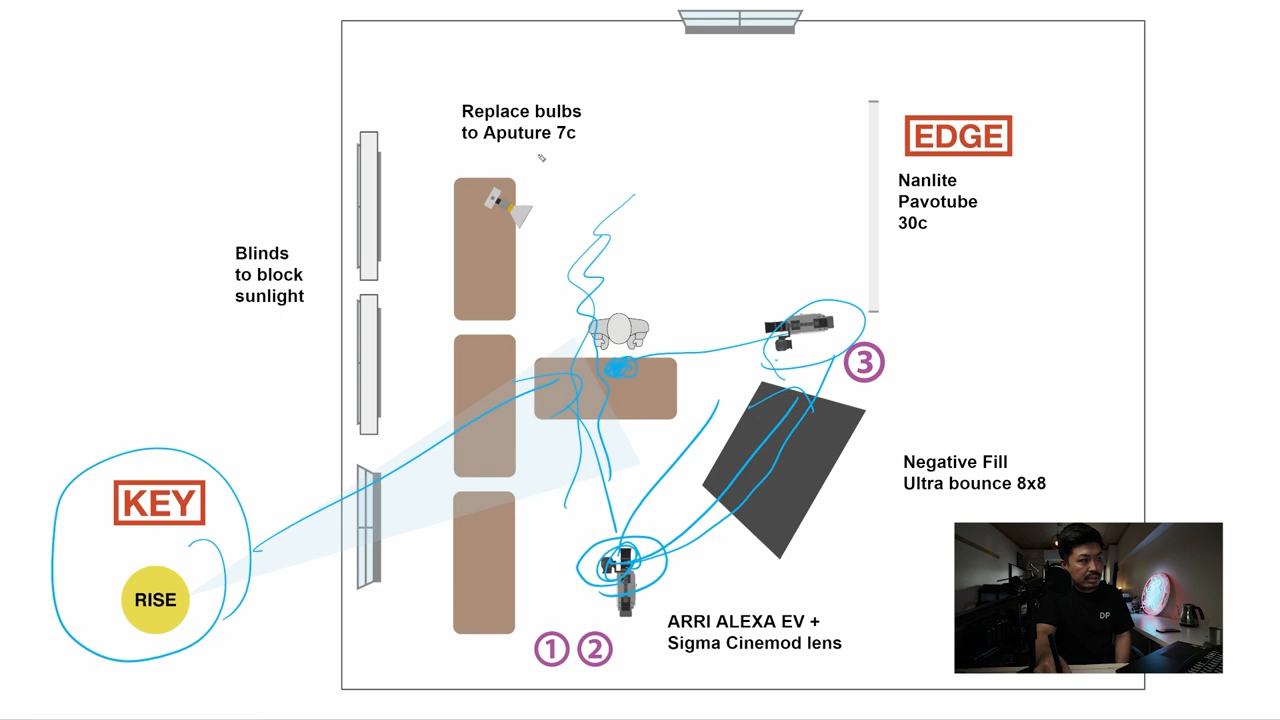 Replace bulbs
to Aputure 7c
EDGE
Nanlite
Pavotube
30c
Blinds
to block
sunlight
3
KEY
RISE
Negative Fill
Ultra bounce 8x8
ARRI ALEXA EV +
Sigma Cinemod lens
1 2
DP